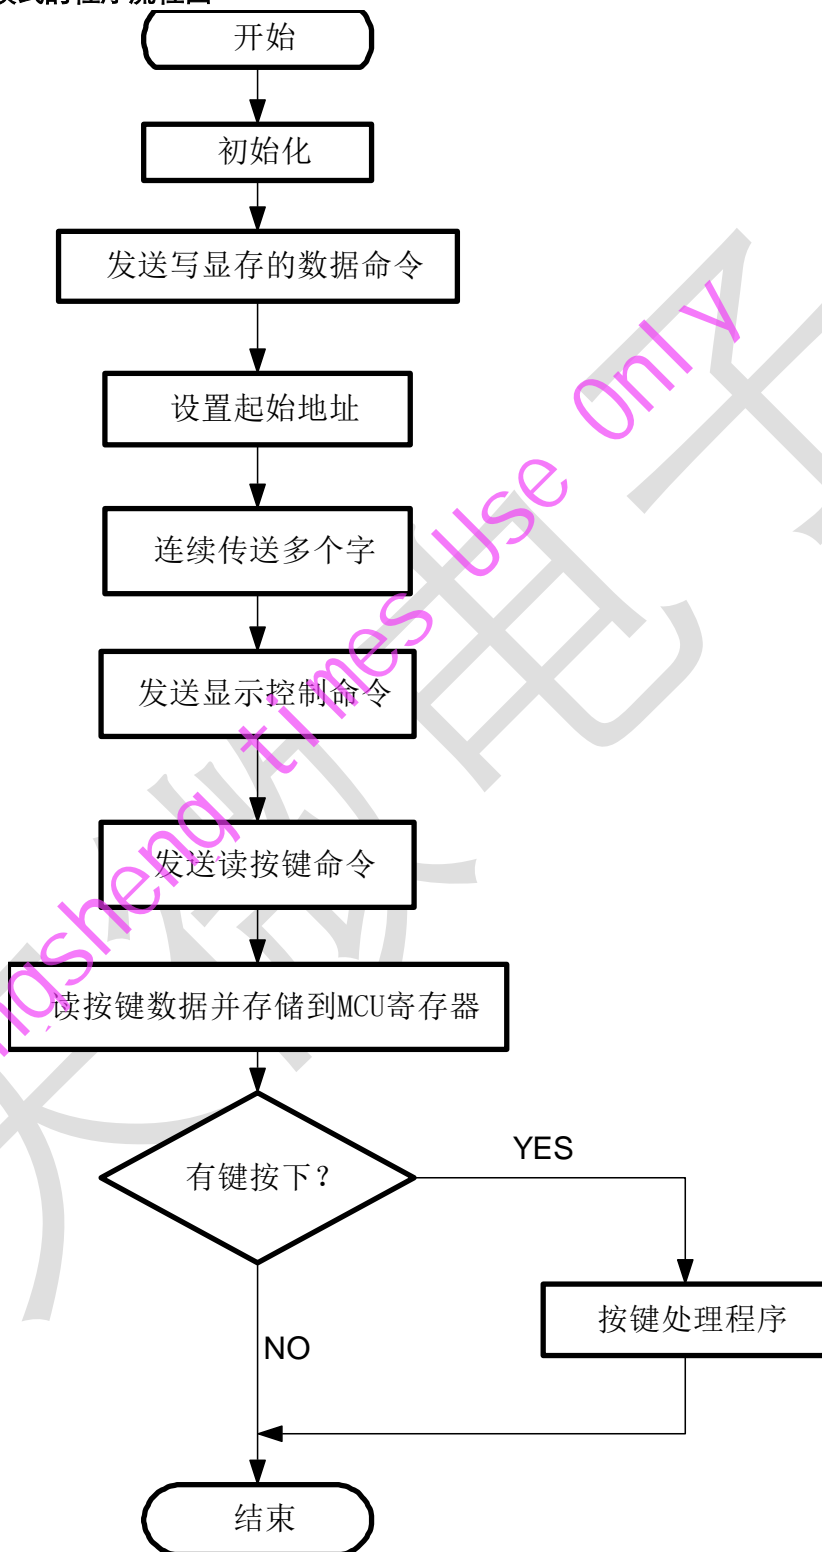 开始
初始化
发送写显存的数据命令
设置起始地址
连续传送多个字
发送显示控制命令
发送读按键命令
读按键数据并存储到MCU寄存器
有键按下？
YES
按键处理程序
NO
结束
times Use Only